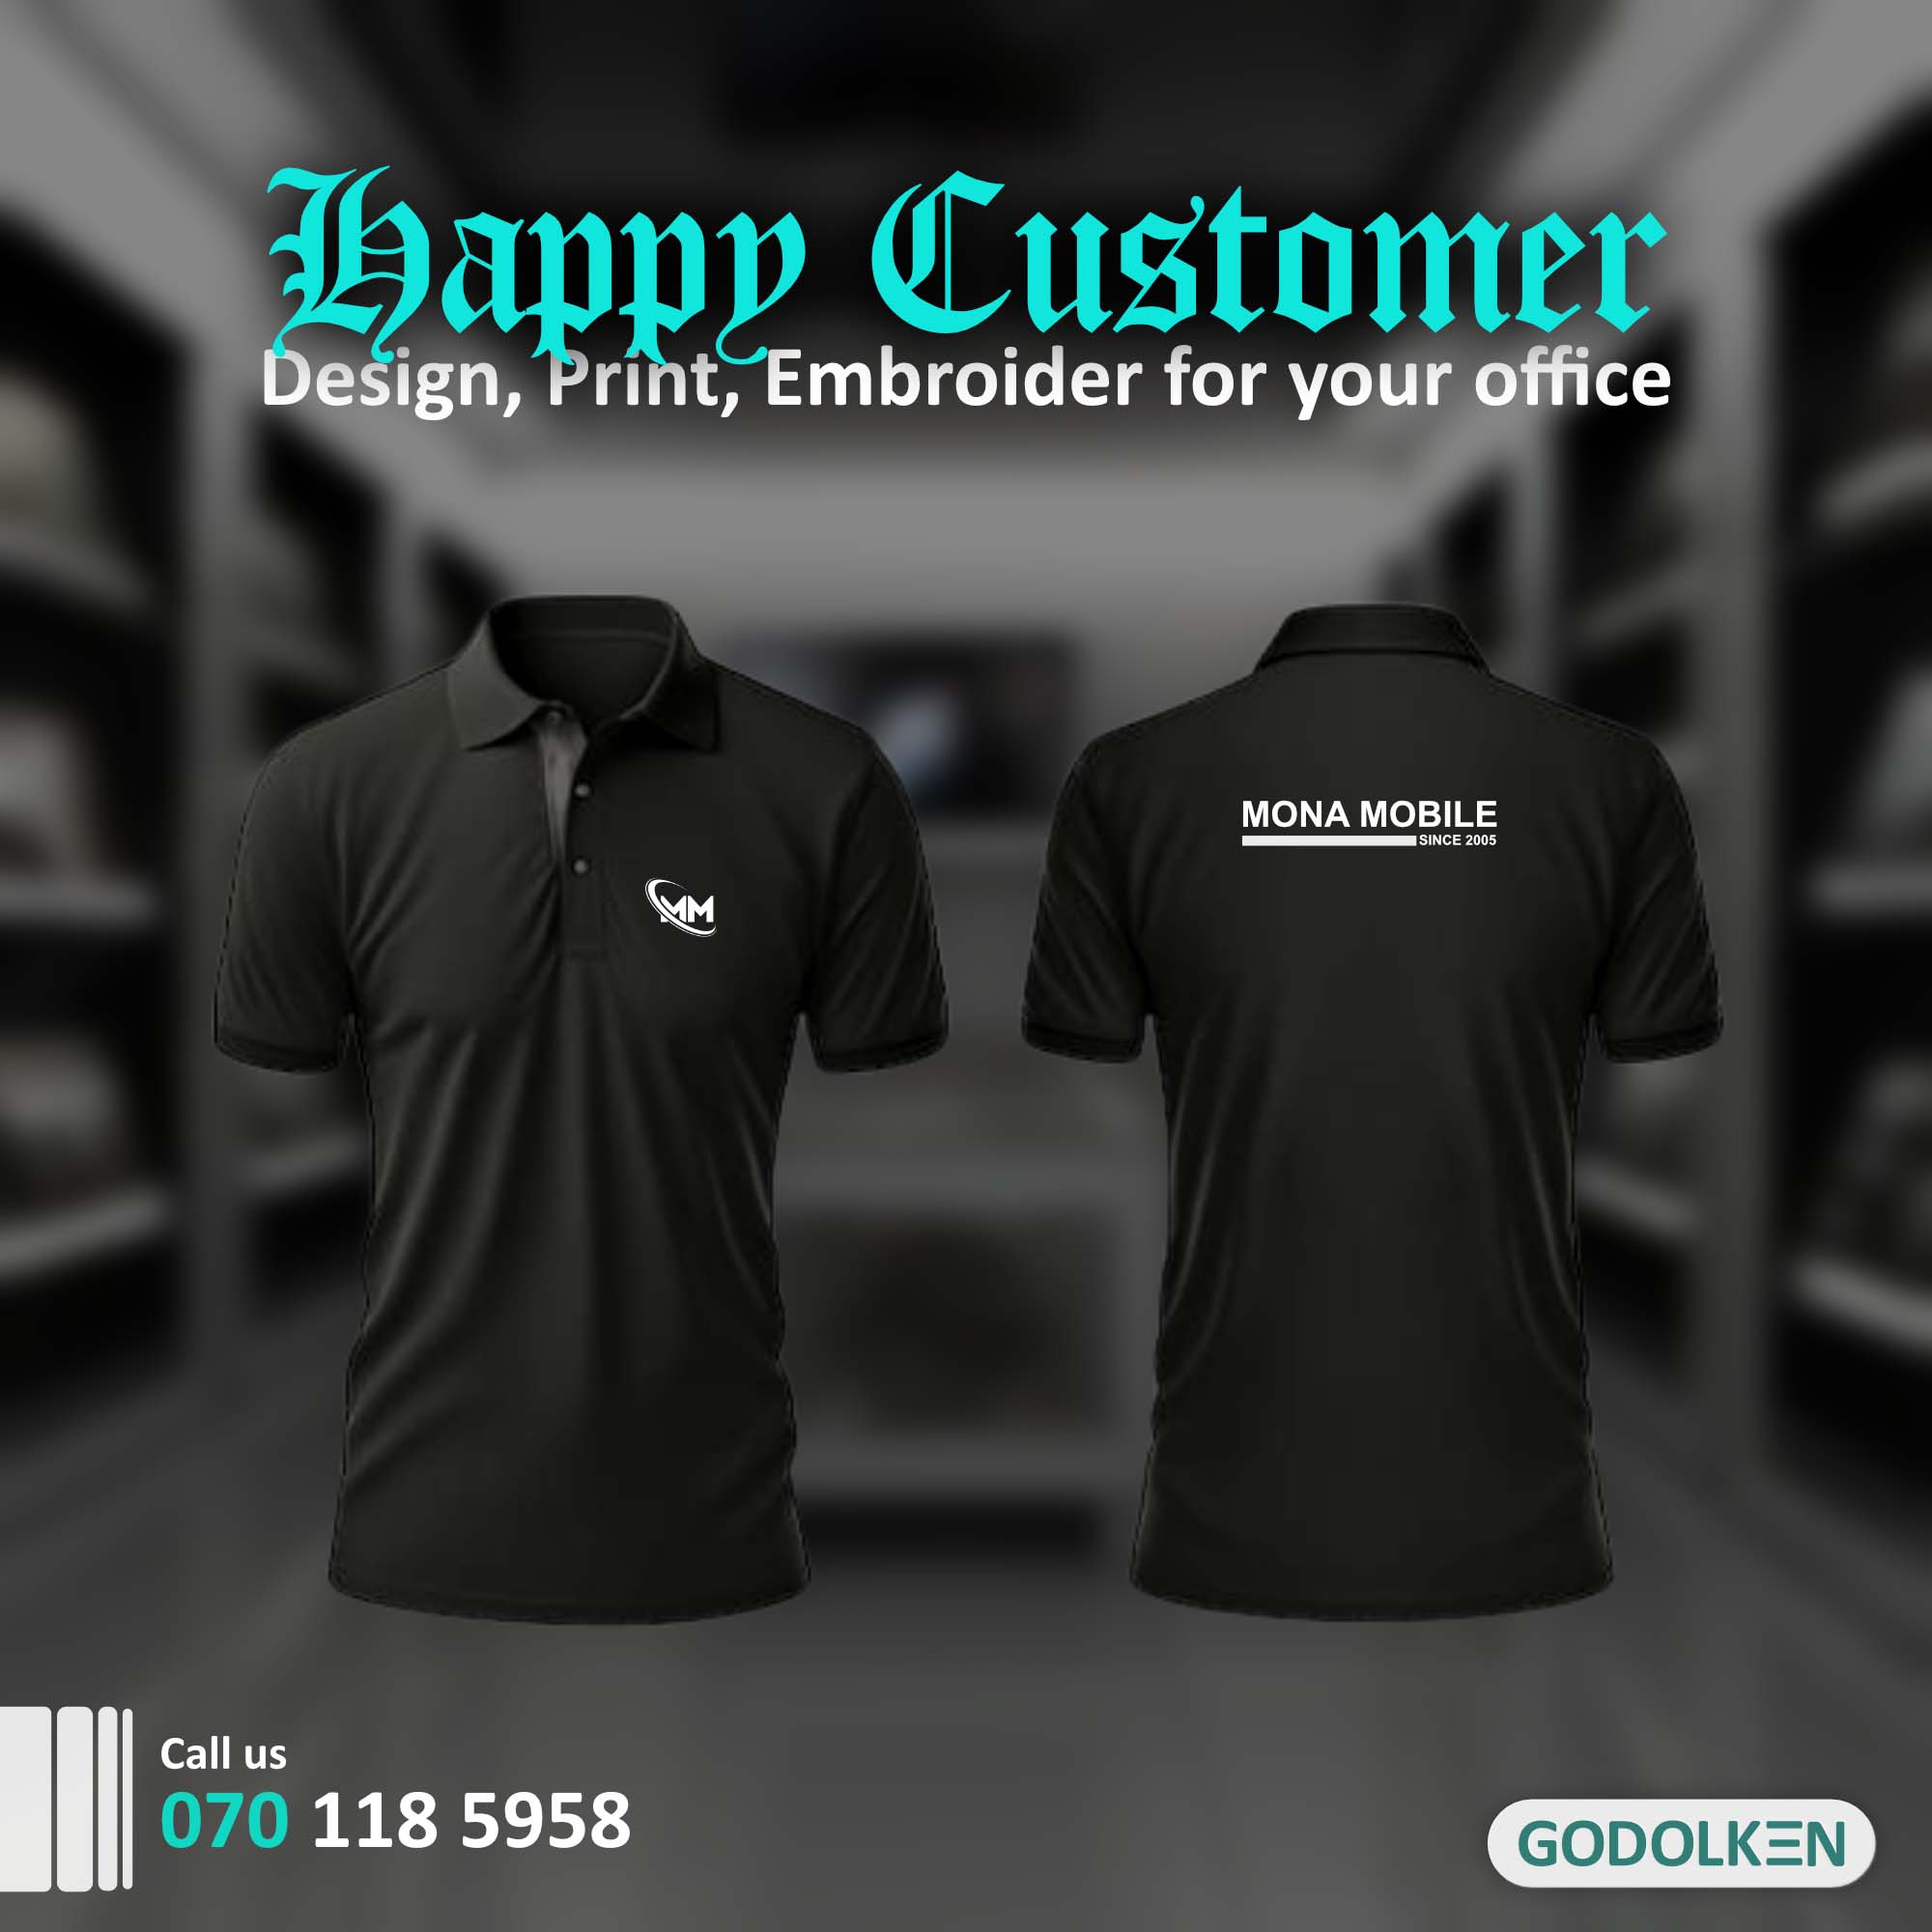 Happy Customer
Design, Print, Embroider for your office
MM
MONA MOBILE
SINCE 2005
Call us
070 118 5958
GODOLKEN